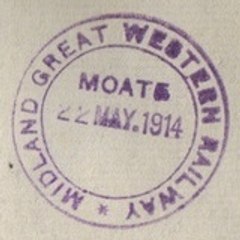 MIDLAND GREAT WESTERN RAILWAY *
MOATE
22 MAY.1914